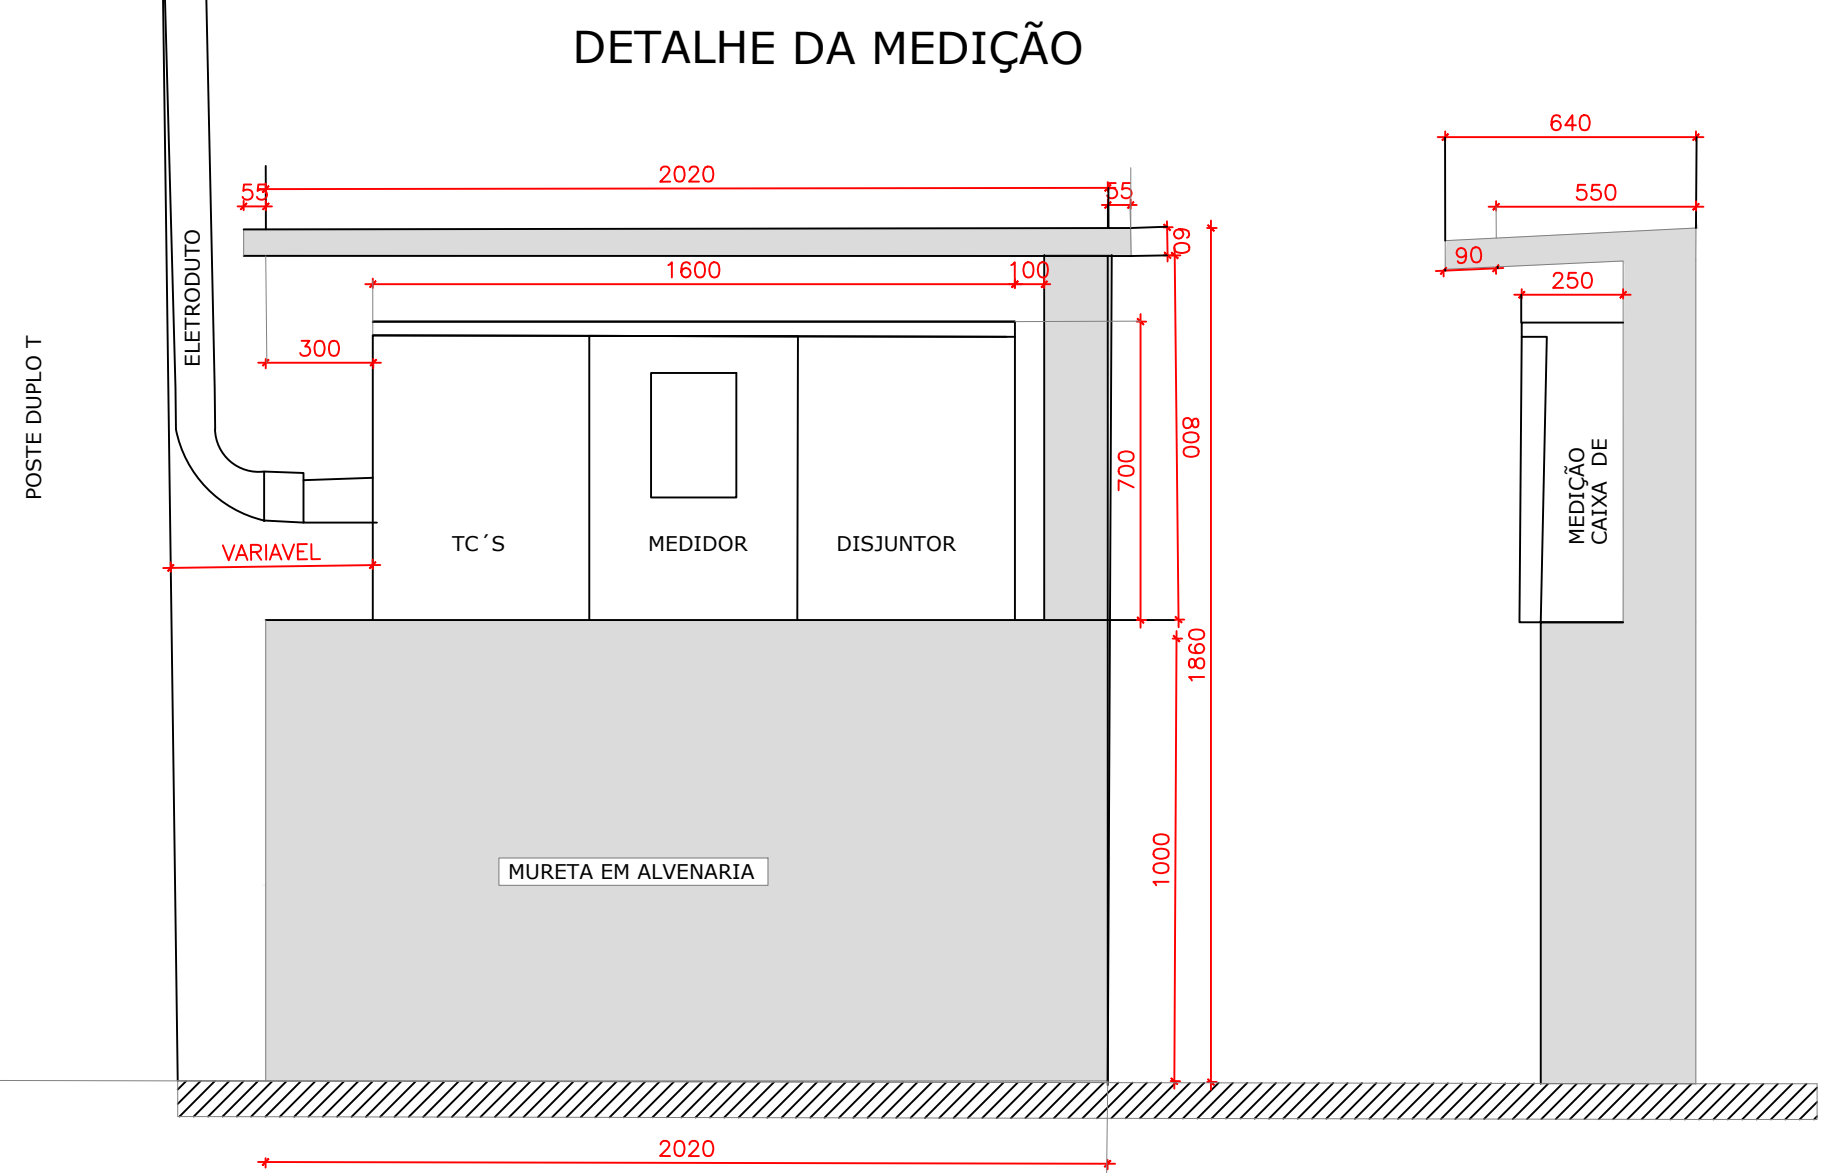 DETALHE DA MEDIÇÃO
640
2020
55
55
550
60
90
1600
100
250
ELETRODUTO
300
POSTE DUPLO T
800
700
MEDIÇÃO
CAIXA DE
TC´S
MEDIDOR
DISJUNTOR
VARIAVEL
1860
1000
MURETA EM ALVENARIA
2020